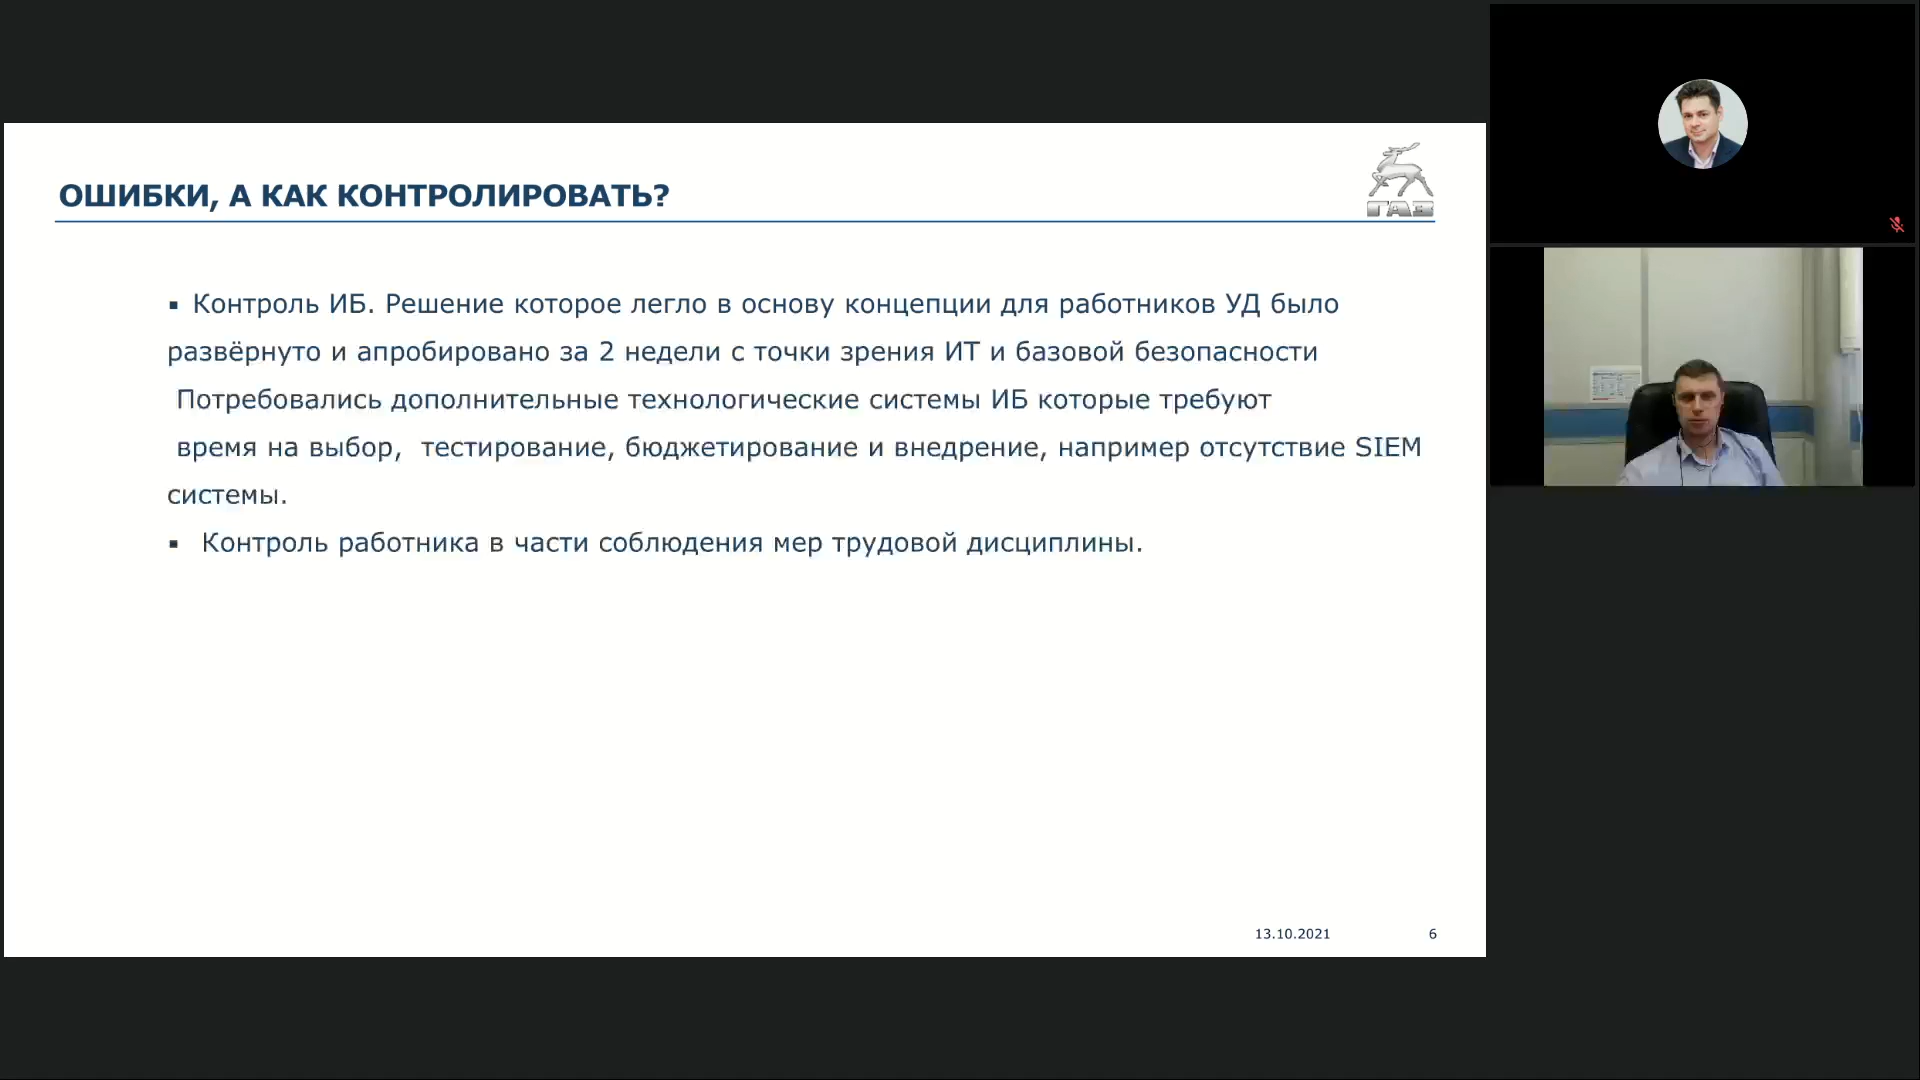 ОШИБКИ, А КАК КОНТРОЛИРОВАТЬ?
ГАЗ
▪ Контроль ИБ. Решение которое легло в основу концепции для работников УД было
развёрнуто и апробировано за 2 недели с точки зрения ИТ и базовой безопасности
Потребовались дополнительные технологические системы ИБ которые требуют
время на выбор, тестирование, бюджетирование и внедрение, например отсутствие SIEM
системы.
▪ Контроль работника в части соблюдения мер трудовой дисциплины.
13.10.2021
6